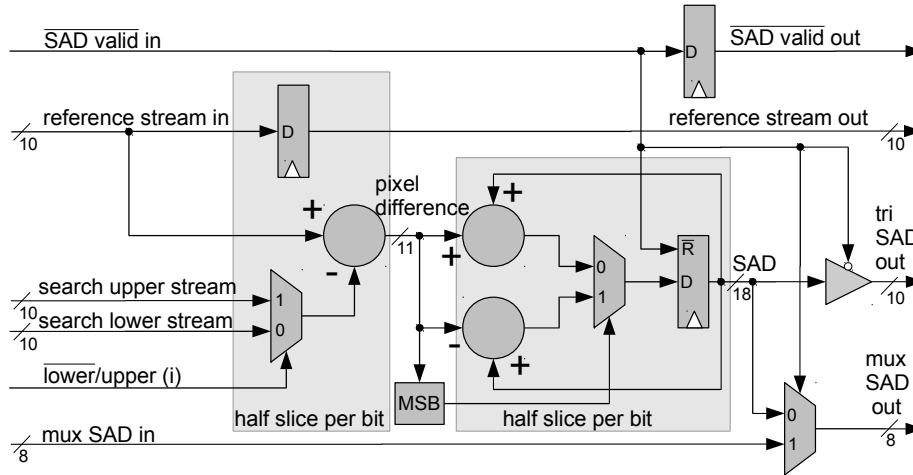 SAD valid in
D
SAD valid out
reference stream in
10
D
reference stream out
10
+
-
pixel
difference
11
+
+
-
+
0
1
R
D
SAD
18
tri
SAD
out
10
search upper stream
10
search lower stream
10
1
0
lower/upper (i)
MSB
half slice per bit
half slice per bit
mux SAD in
8
0
1
mux
SAD
out
8